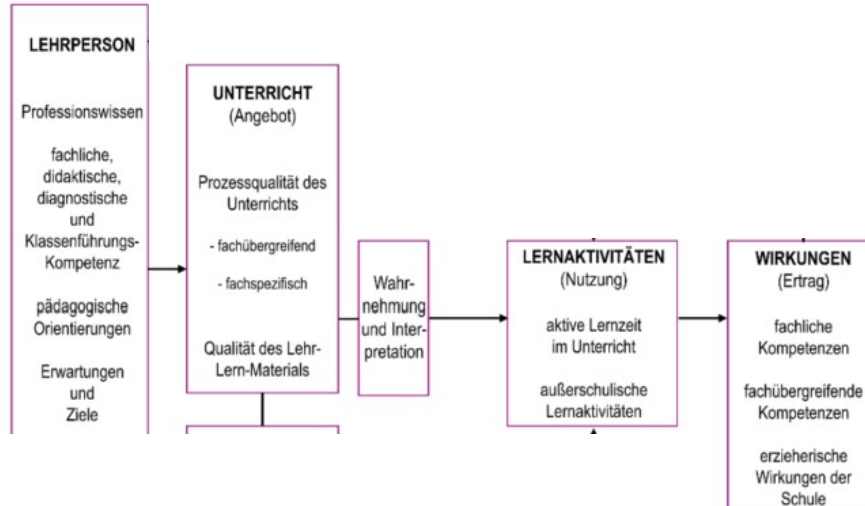 LEHRPERSON
Professionswissen
fachliche,
didaktische,
diagnostische
und
Klassenführungs-
Kompetenz
pädagogische
Orientierungen
Erwartungen
und
Ziele
UNTERRICHT
(Angebot)
Prozessqualität des
Unterrichts
- fachübergreifend
- fachspezifisch
Qualität des Lehr-
Lern-Materials
Wahr-
nehmung
und Inter-
pretation
LERNAKTIVITÄTEN
(Nutzung)
aktive Lernzeit
im Unterricht
außerschulische
Lernaktivitäten
WIRKUNGEN
(Ertrag)
fachliche
Kompetenzen
fachübergreifende
Kompetenzen
erzieherische
Wirkungen der
Schule